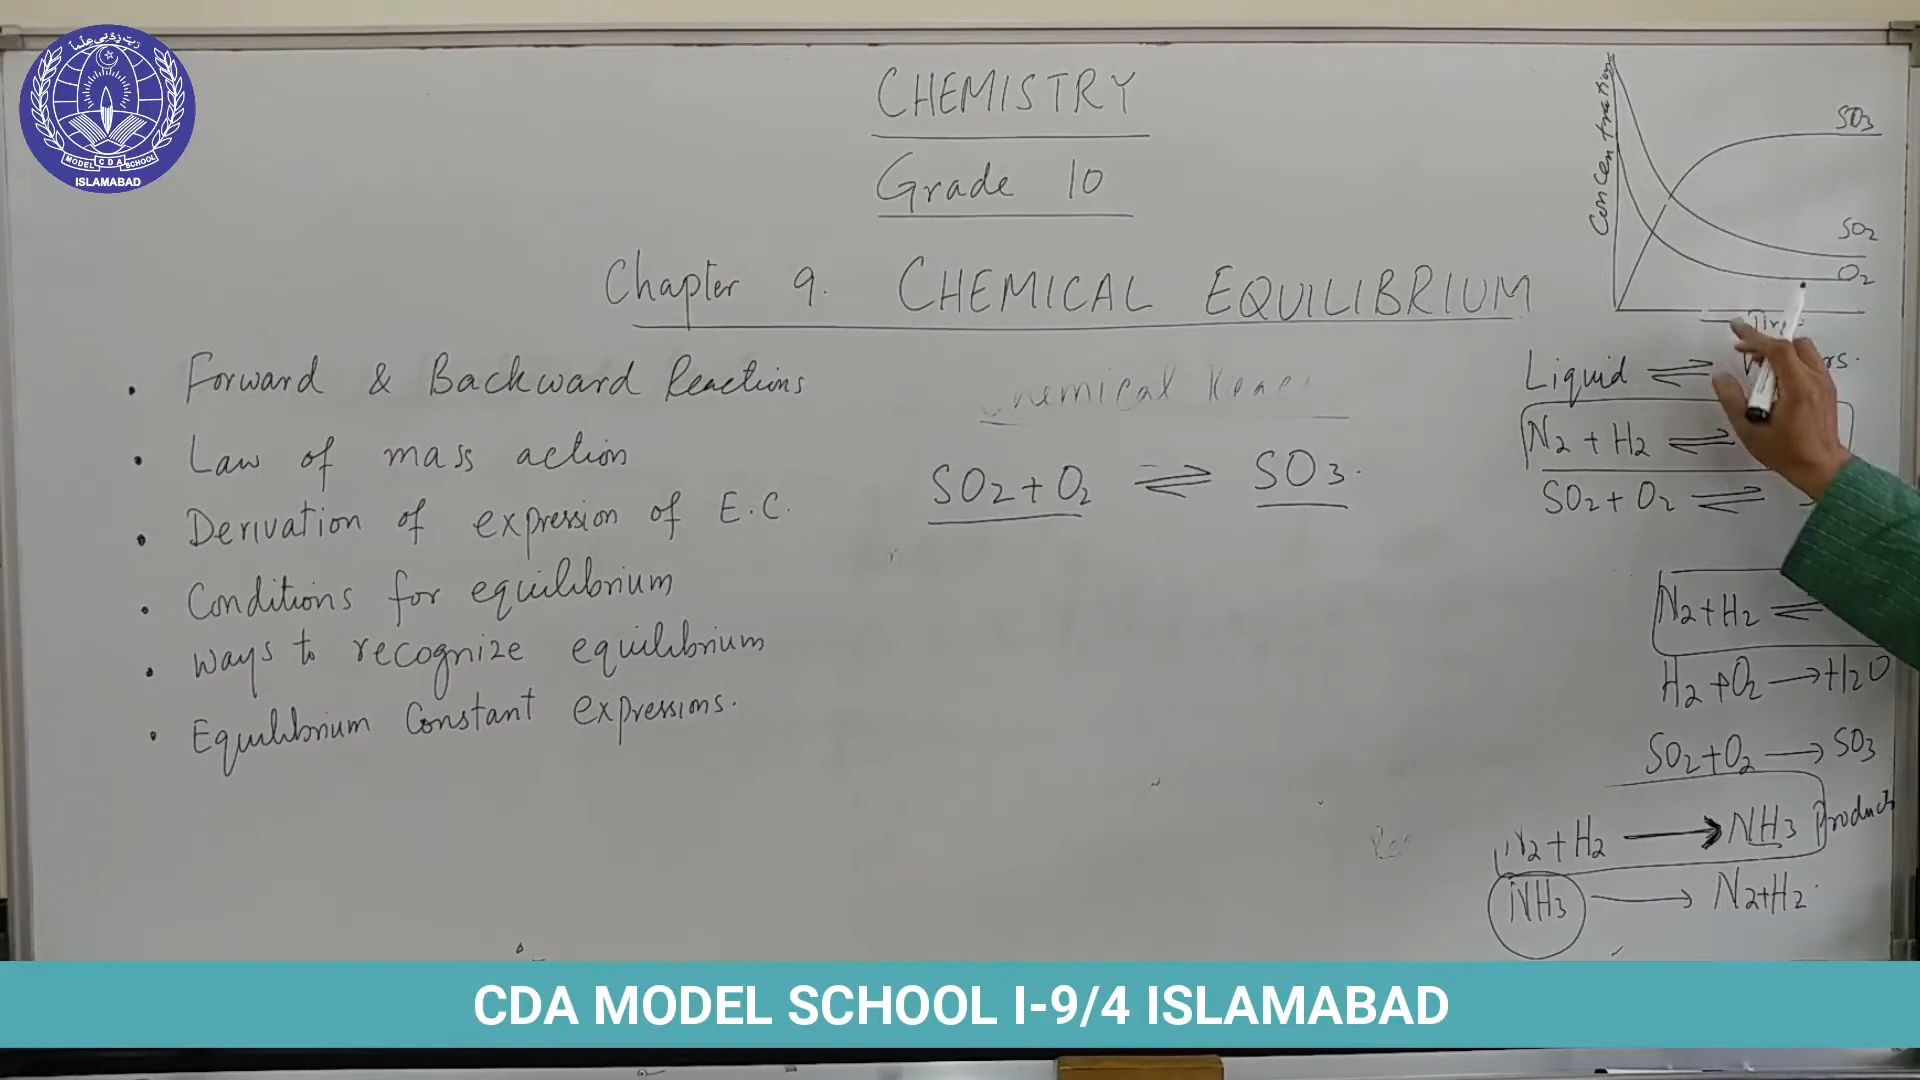 رَبِّ زِدْنِي عِلْمًا
MODEL CDA SCHOOL
ISLAMABAD
CHEMISTRY
Grade 10
Chapter 9. CHEMICAL EQUILIBRIUM
. Forward & Backward Reactions
. Law of mass action
. Derivation of expression of E.C.
. Conditions for equilibrium
. Ways to recognize equilibrium
. Equilibrium Constant expressions.
SO2 + O2 ⇌ SO3.
Concentration
SO3
SO2
O2
Liquid ⇌
N2 + H2 ⇌
SO2 + O2 ⇌
N2+H2 ⇌
H2 + O2 → H2O
SO2+O2 → SO3
N2+H2 → NH3 Product
NH3 → N2+H2.
CDA MODEL SCHOOL I-9/4 ISLAMABAD